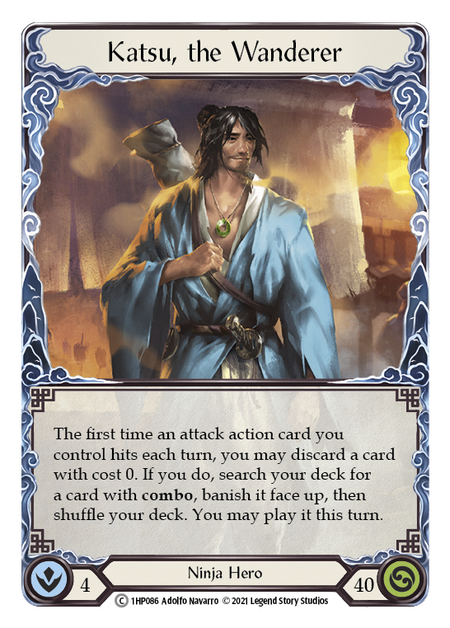 Katsu, the Wanderer
The first time an attack action card you
control hits each turn, you may discard a card
with cost 0. If you do, search your deck for
a card with combo, banish it face up, then
shuffle your deck. You may play it this turn.
Ninja Hero
4
40
C 1HP086 Adolfo Navarro © 2021 Legend Story Studios